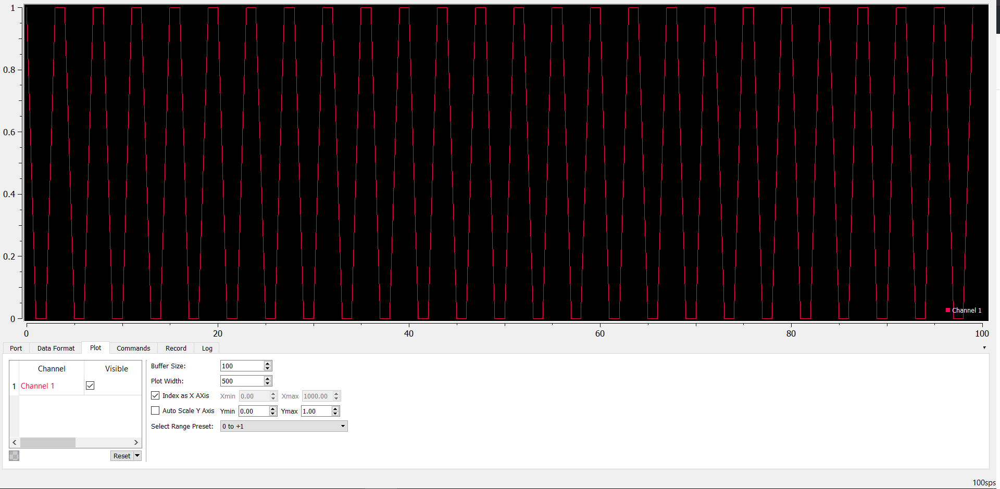 1
0.8
0.6
0.4
0.2
0
Channel 1
0 20 40 60 80 100
Port Data Format Plot Commands Record Log
Channel Visible
1 Channel 1
Reset
Buffer Size: 100
Plot Width: 500
Index as X AXis Xmin 0.00 Xmax 1000.00
Auto Scale Y Axis Ymin 0.00 Ymax 1.00
Select Range Preset: 0 to +1
100sps